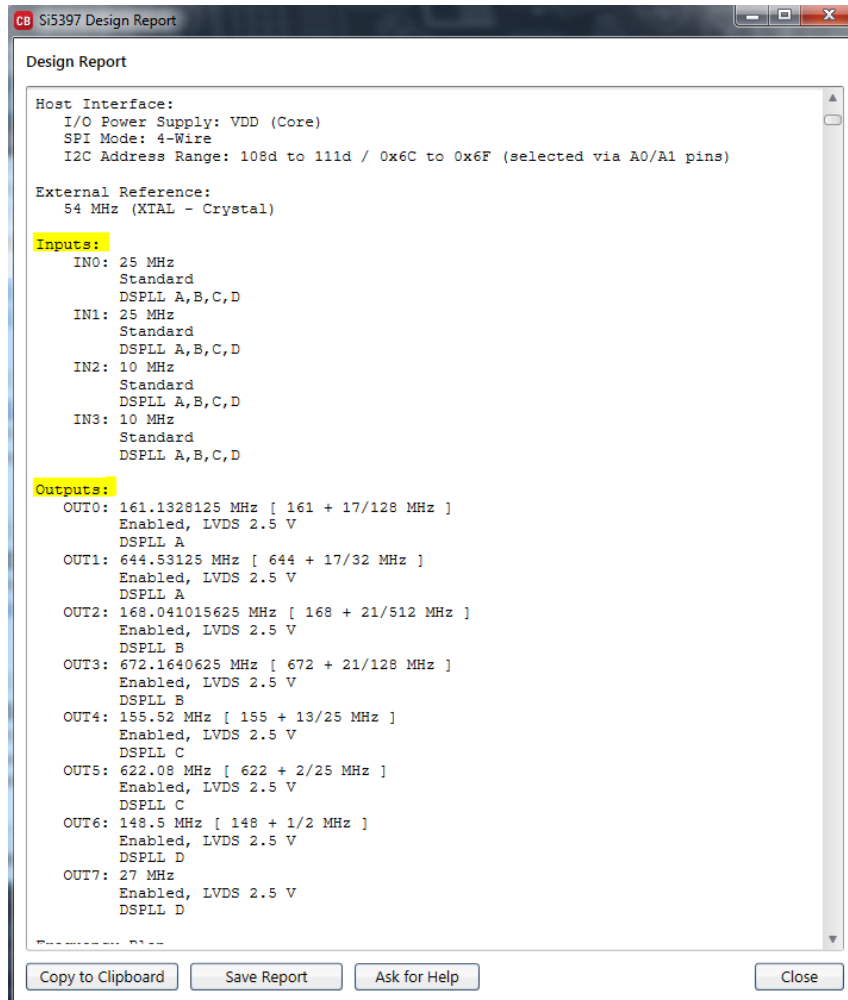 CB Si5397 Design Report
Design Report
Host Interface:
I/O Power Supply: VDD (Core)
SPI Mode: 4-Wire
I2C Address Range: 108d to 111d / 0x6C to 0x6F (selected via A0/A1 pins)
External Reference:
54 MHz (XTAL - Crystal)
Inputs:
IN0: 25 MHz
Standard
DSPLL A,B,C,D
IN1: 25 MHz
Standard
DSPLL A,B,C,D
IN2: 10 MHz
Standard
DSPLL A,B,C,D
IN3: 10 MHz
Standard
DSPLL A,B,C,D
Outputs:
OUT0: 161.1328125 MHz [ 161 + 17/128 MHz ]
Enabled, LVDS 2.5 V
DSPLL A
OUT1: 644.53125 MHz [ 644 + 17/32 MHz ]
Enabled, LVDS 2.5 V
DSPLL A
OUT2: 168.041015625 MHz [ 168 + 21/512 MHz ]
Enabled, LVDS 2.5 V
DSPLL B
OUT3: 672.1640625 MHz [ 672 + 21/128 MHz ]
Enabled, LVDS 2.5 V
DSPLL B
OUT4: 155.52 MHz [ 155 + 13/25 MHz ]
Enabled, LVDS 2.5 V
DSPLL C
OUT5: 622.08 MHz [ 622 + 2/25 MHz ]
Enabled, LVDS 2.5 V
DSPLL C
OUT6: 148.5 MHz [ 148 + 1/2 MHz ]
Enabled, LVDS 2.5 V
DSPLL D
OUT7: 27 MHz
Enabled, LVDS 2.5 V
DSPLL D
Copy to Clipboard Save Report Ask for Help Close